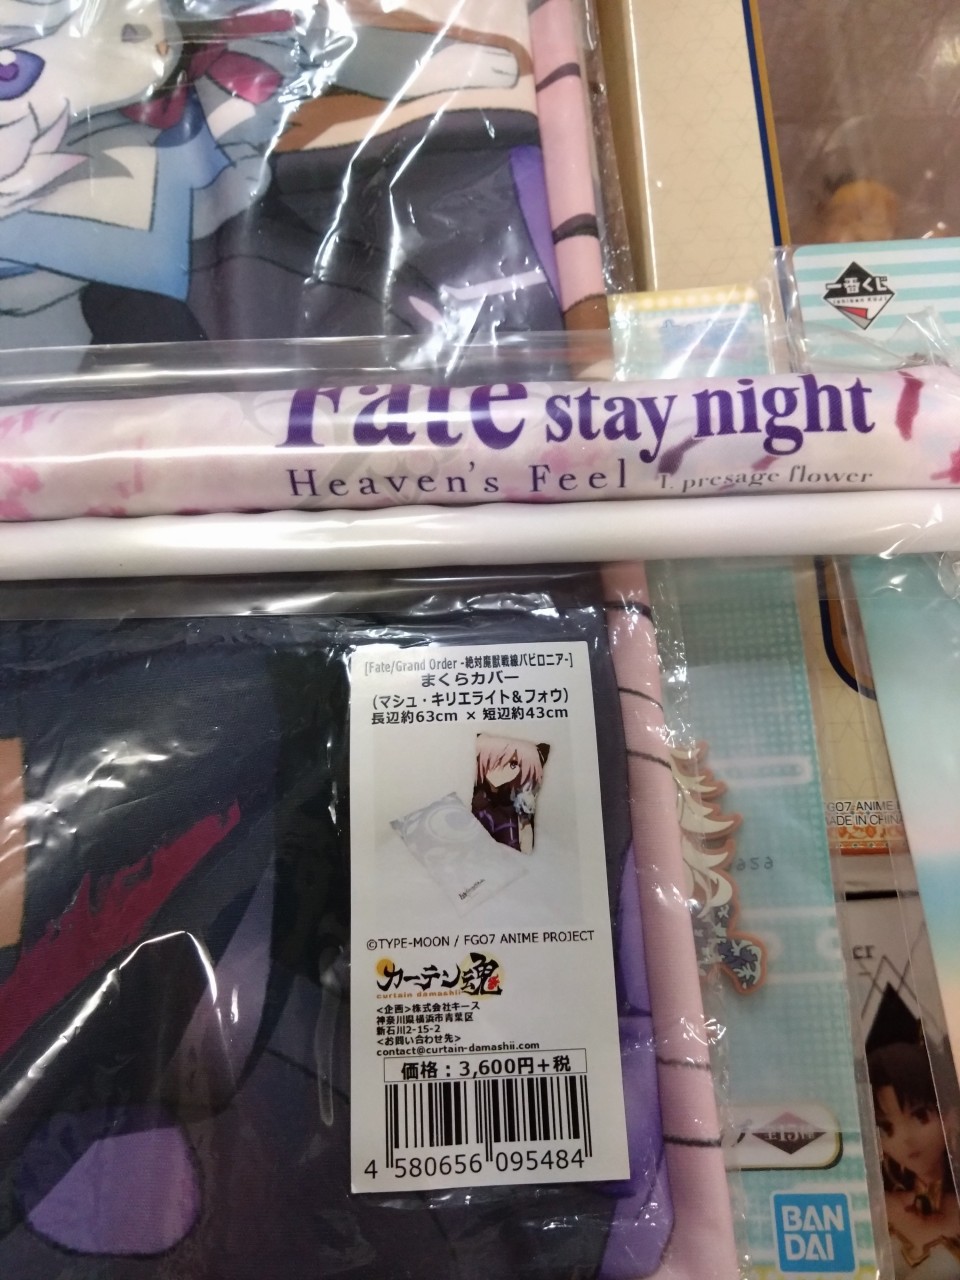 一番くじ
ichiban KUJI
Fate stay night
Heaven's Feel I. presage flower
[Fate/Grand Order -絶対魔獣戦線バビロニア-]
まくらカバー
(マシュ・キリエライト&フォウ)
長辺約63cm × 短辺約43cm
©TYPE-MOON / FGO7 ANIME PROJECT
カーテン魂
curtain damashii
<企画>株式会社キース
神奈川県横浜市青葉区
新石川2-15-2
<お問い合わせ先>
contact@curtain-damashii.com
価格:3,600円+税
4 580656 095484
FGO7 ANIME
MADE IN CHINA
BAN
DAI